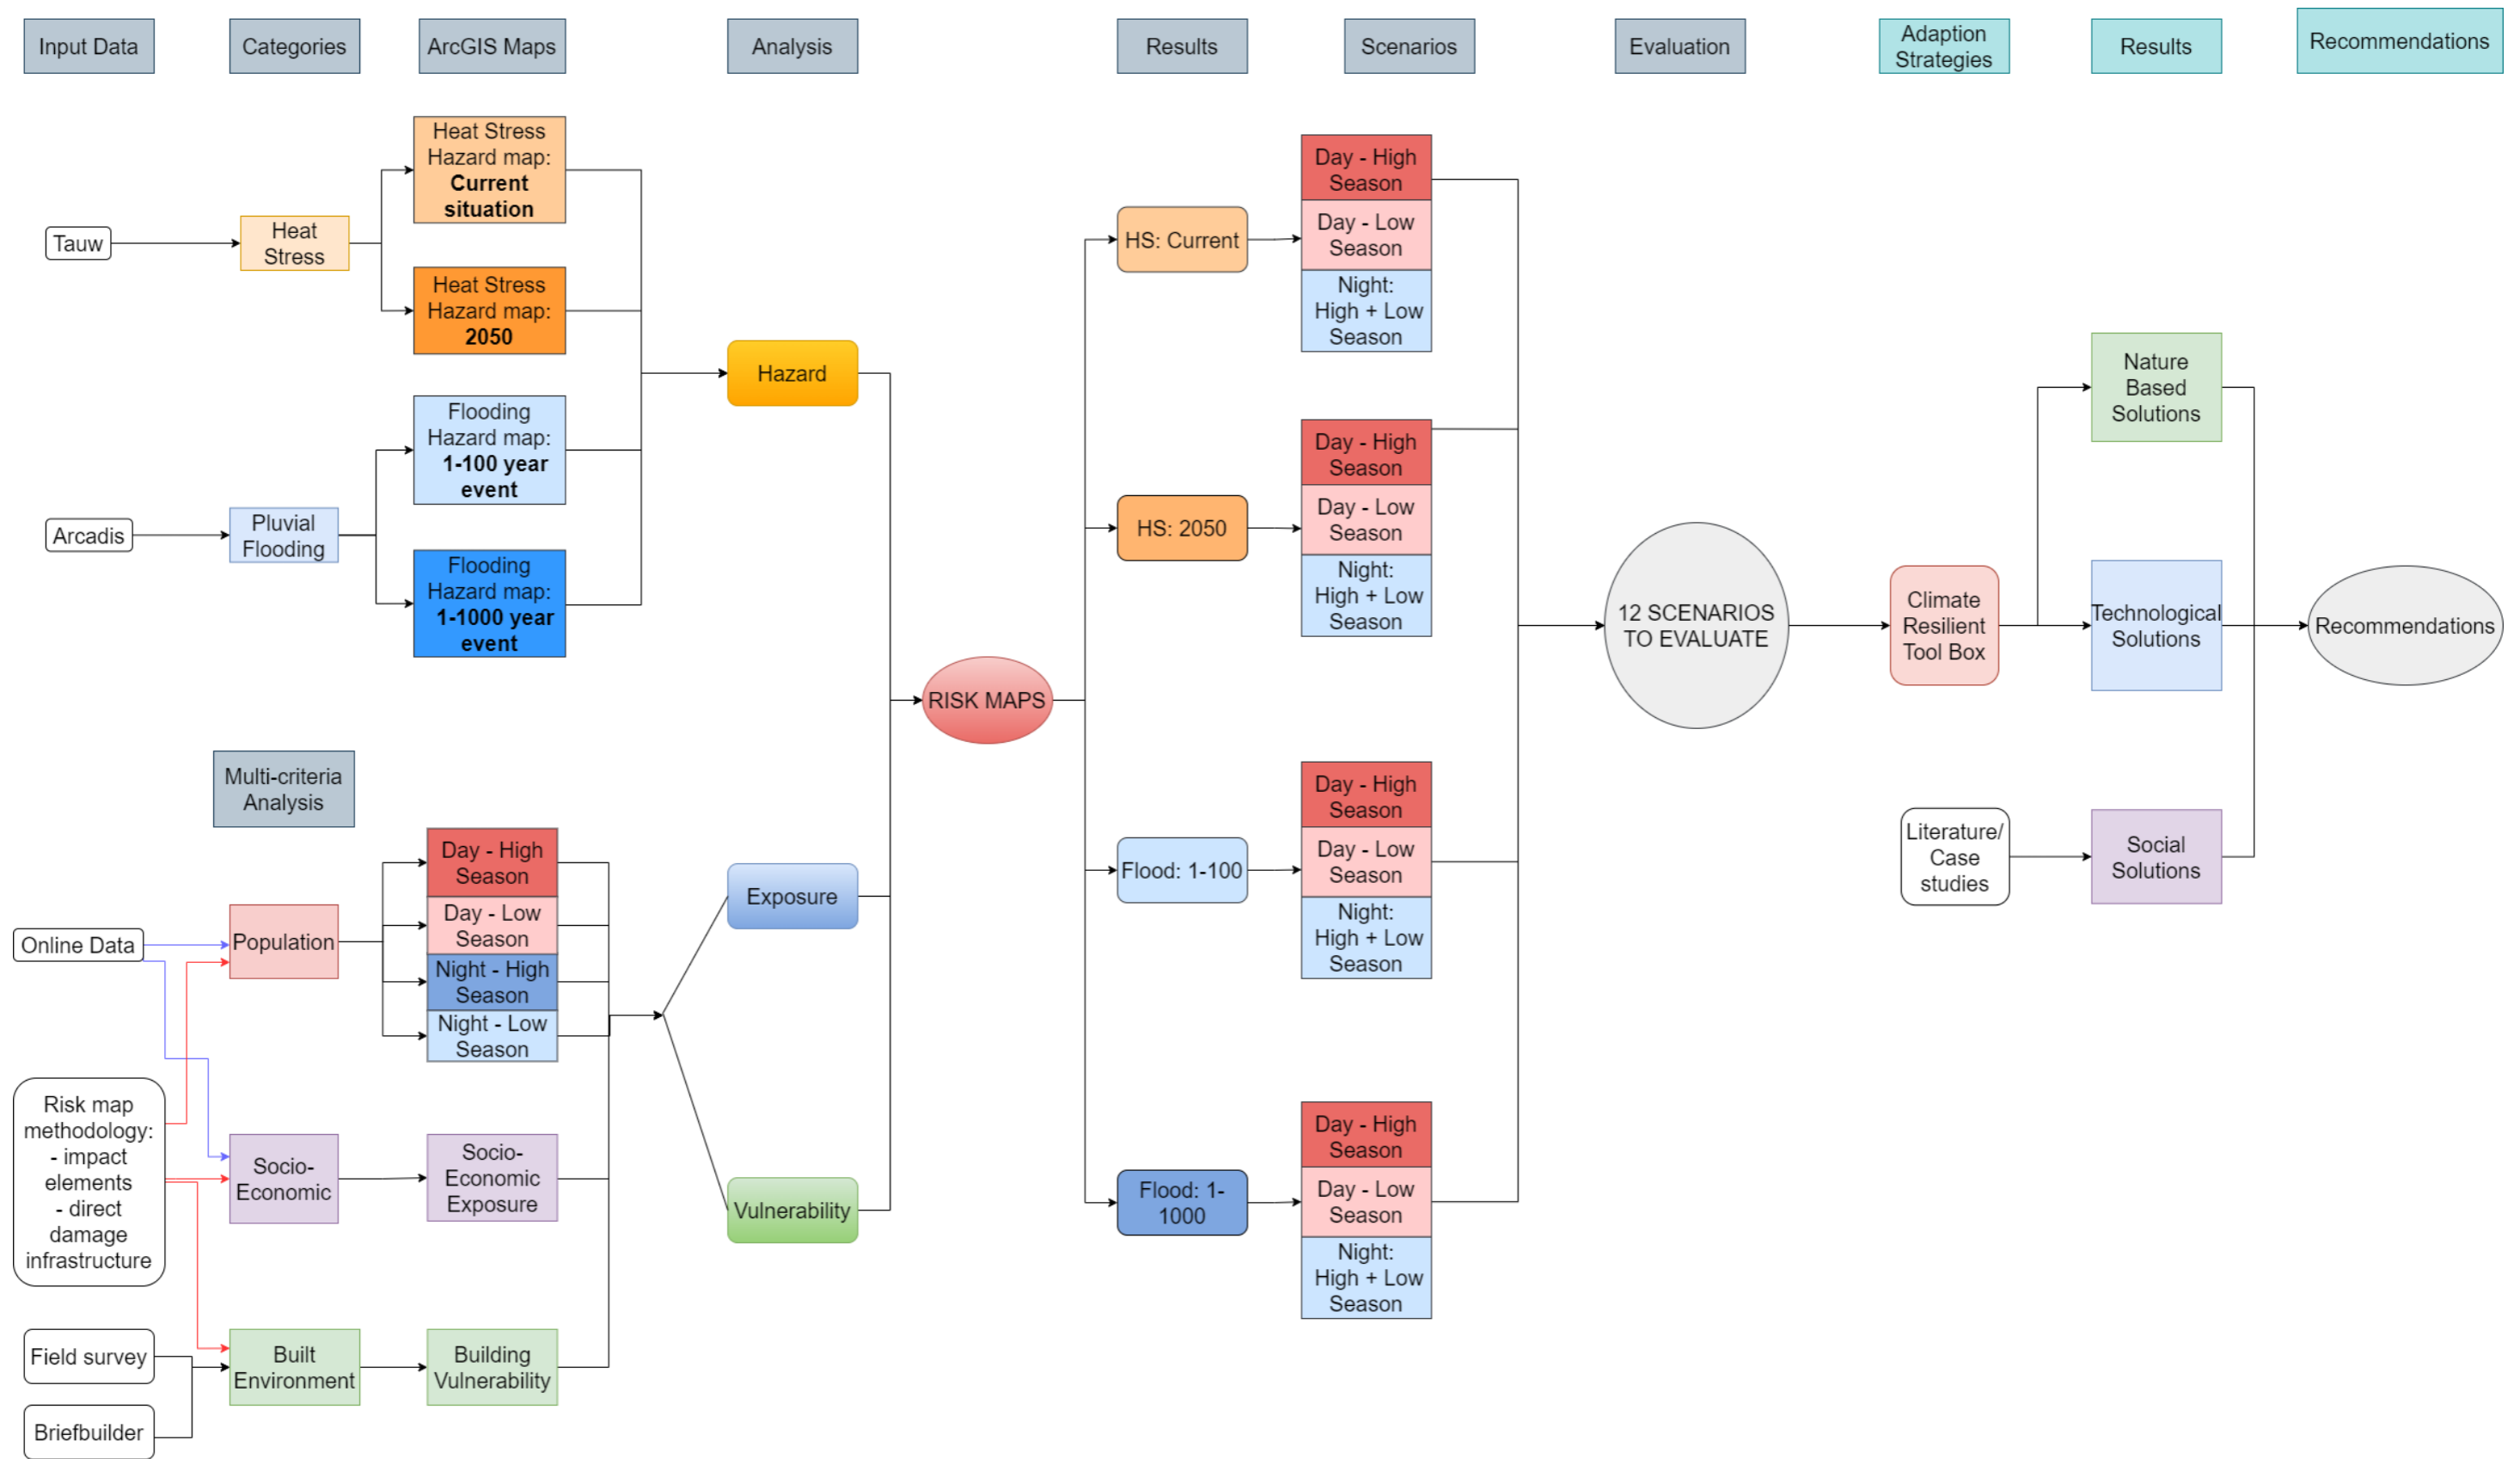 Input Data
Categories
ArcGIS Maps
Analysis
Results
Scenarios
Evaluation
Adaption
Strategies
Results
Recommendations
Tauw
Heat
Stress
Heat Stress
Hazard map:
Current
situation
Heat Stress
Hazard map:
2050
Arcadis
Pluvial
Flooding
Flooding
Hazard map:
1-100 year
event
Flooding
Hazard map:
1-1000 year
event
Hazard
Multi-criteria
Analysis
Online Data
Population
Day - High
Season
Day - Low
Season
Night - High
Season
Night - Low
Season
Risk map
methodology:
- impact
elements
- direct
damage
infrastructure
Socio-
Economic
Socio-
Economic
Exposure
Field survey
Briefbuilder
Built
Environment
Building
Vulnerability
Exposure
Vulnerability
RISK MAPS
HS: Current
Day - High
Season
Day - Low
Season
Night:
High + Low
Season
HS: 2050
Day - High
Season
Day - Low
Season
Night:
High + Low
Season
Flood: 1-100
Day - High
Season
Day - Low
Season
Night:
High + Low
Season
Flood: 1-
1000
Day - High
Season
Day - Low
Season
Night:
High + Low
Season
12 SCENARIOS
TO EVALUATE
Climate
Resilient
Tool Box
Literature/
Case
studies
Nature
Based
Solutions
Technological
Solutions
Social
Solutions
Recommendations